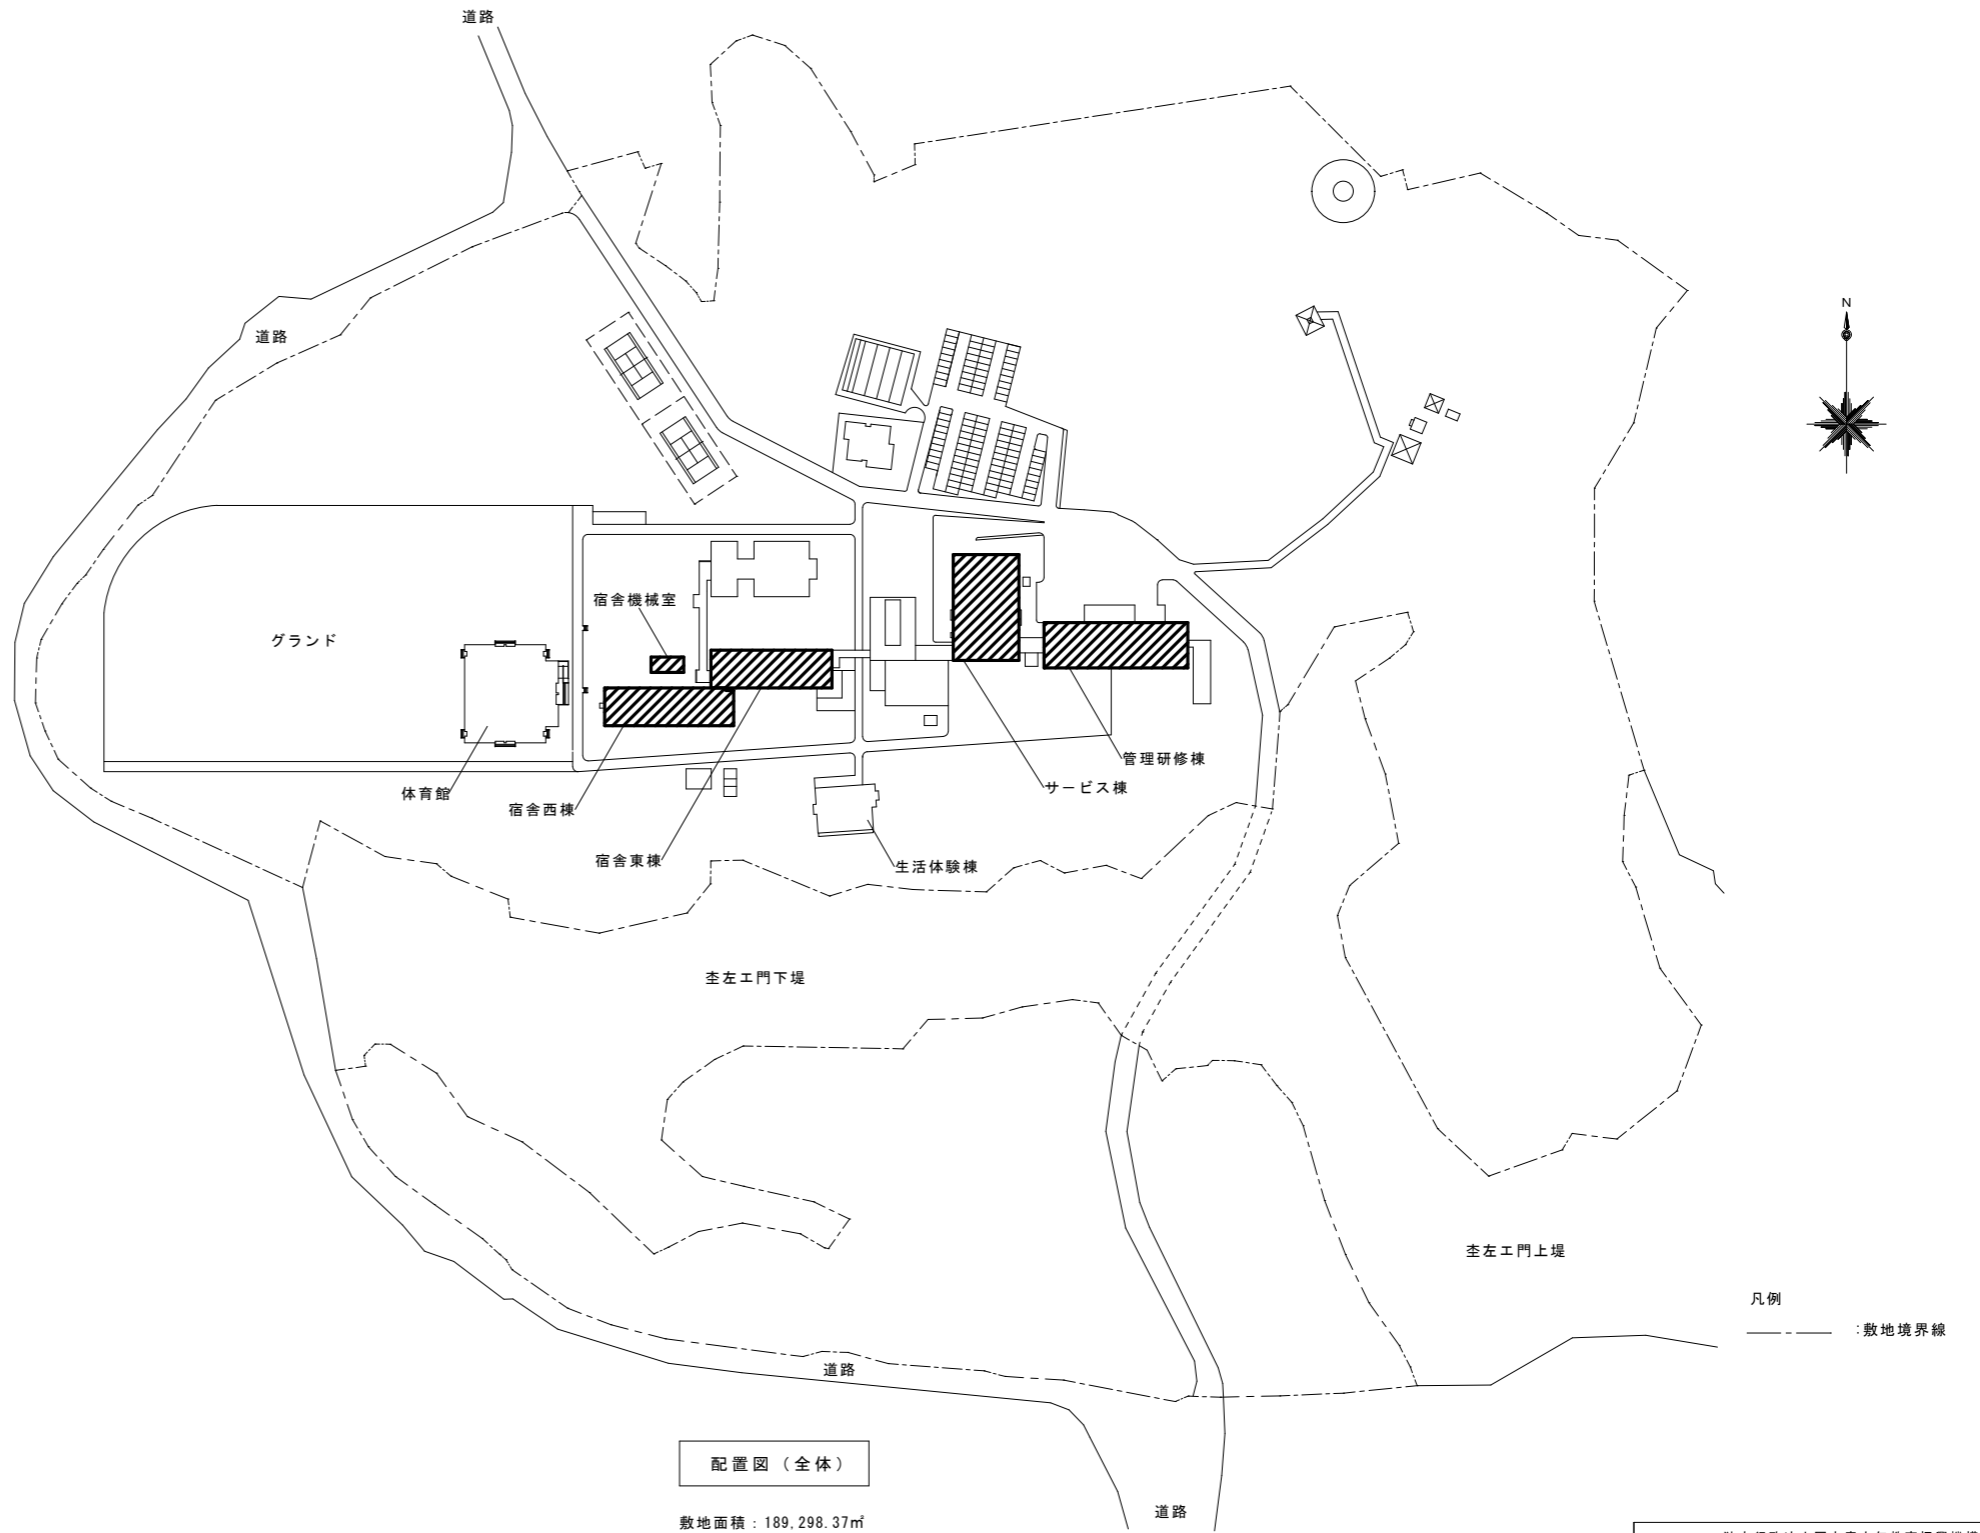 道路
道路
N
宿舎機械室
グランド
管理研修棟
サービス棟
体育館
宿舎西棟
宿舎東棟
生活体験棟
杢左エ門下堤
杢左エ門上堤
凡例
:敷地境界線
道路
配置図（全体）
道路
敷地面積：189,298.37㎡